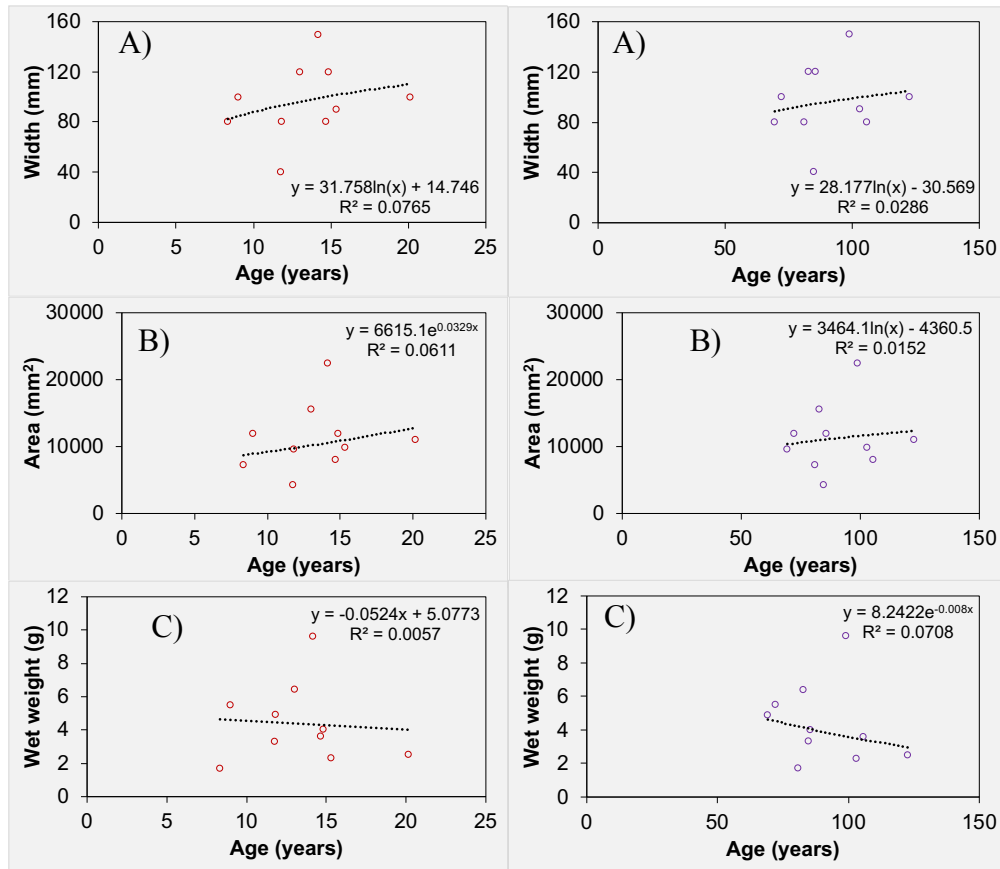 A)
Width (mm)
160
120
80
40
0
y = 31.758ln(x) + 14.746
R² = 0.0765
0 5 10 15 20 25
Age (years)
A)
Width (mm)
160
120
80
40
0
y = 28.177ln(x) - 30.569
R² = 0.0286
0 50 100 150
Age (years)
B)
Area (mm²)
30000
20000
10000
0
y = 6615.1e^0.0329x
R² = 0.0611
0 5 10 15 20 25
Age (years)
B)
Area (mm²)
30000
20000
10000
0
y = 3464.1ln(x) - 4360.5
R² = 0.0152
0 50 100 150
Age (years)
C)
Wet weight (g)
12
10
8
6
4
2
0
y = -0.0524x + 5.0773
R² = 0.0057
0 5 10 15 20 25
Age (years)
C)
Wet weight (g)
12
10
8
6
4
2
0
y = 8.2422e^-0.008x
R² = 0.0708
0 50 100 150
Age (years)